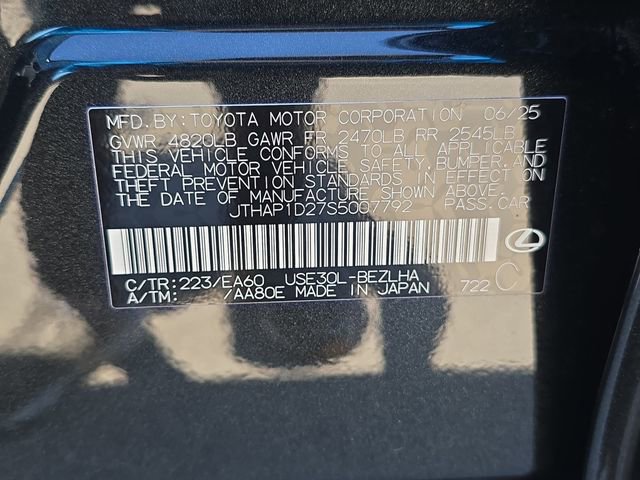 MFD. BY: TOYOTA MOTOR CORPORATION 06/25
GVWR 4820LB GAWR FR 2470LB RR 2545LB
THIS VEHICLE CONFORMS TO ALL APPLICABLE
FEDERAL MOTOR VEHICLE SAFETY, BUMPER, AND
THEFT PREVENTION STANDARDS IN EFFECT ON
THE DATE OF MANUFACTURE SHOWN ABOVE.
JTHAP1D27S5007792 PASS.CAR
C/TR: 223/EA60 USE30L-BEZLHA C
A/TM: /AA80E MADE IN JAPAN 722